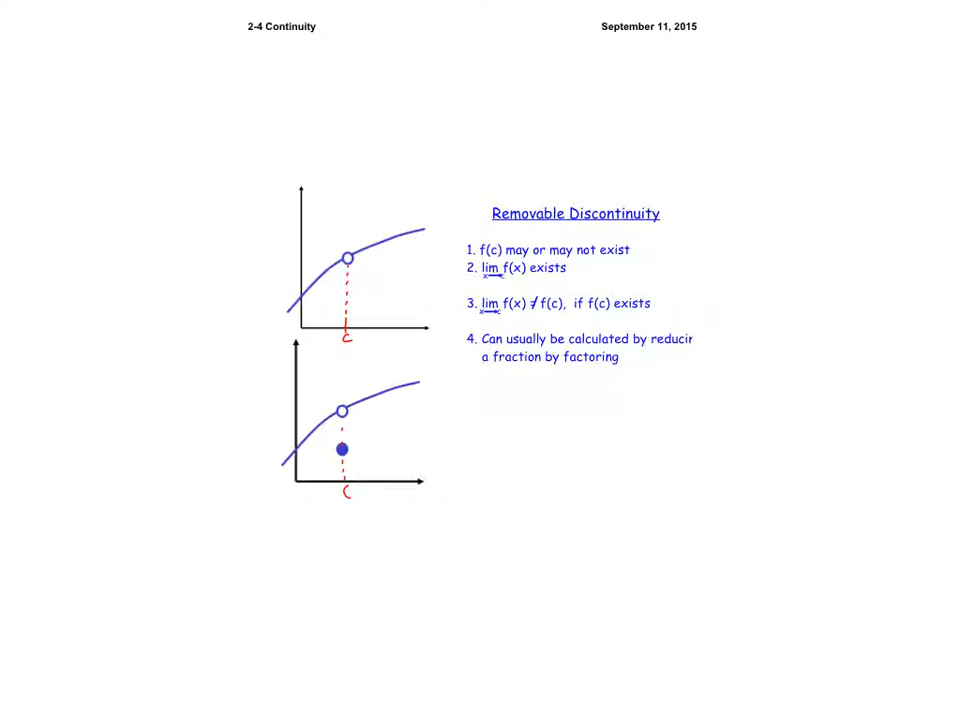 2-4 Continuity
September 11, 2015
Removable Discontinuity
1. f(c) may or may not exist
2. lim f(x) exists
x→c
3. lim f(x) ≠ f(c), if f(c) exists
x→c
4. Can usually be calculated by reducin
a fraction by factoring
c
c